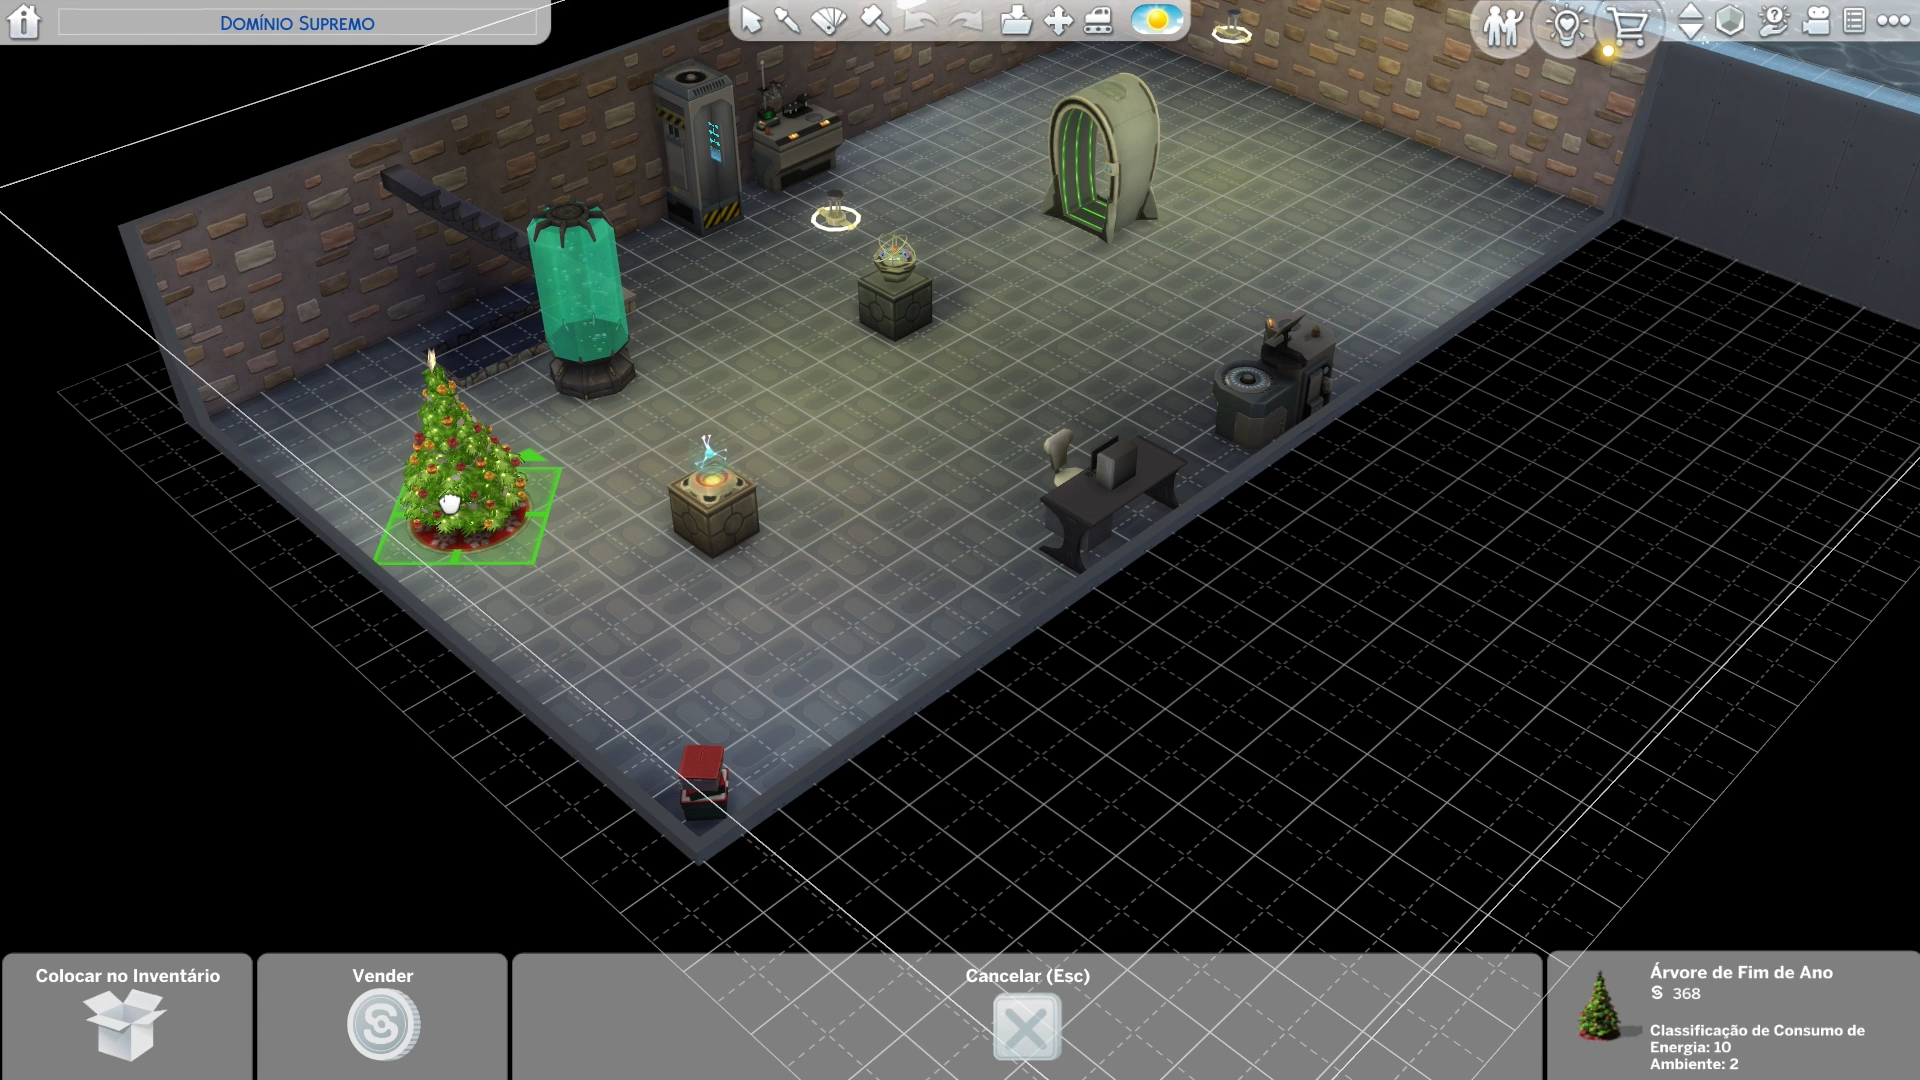 DOMÍNIO SUPREMO
Colocar no Inventário
Vender
Cancelar (Esc)
Árvore de Fim de Ano
368
Classificação de Consumo de
Energia: 10
Ambiente: 2